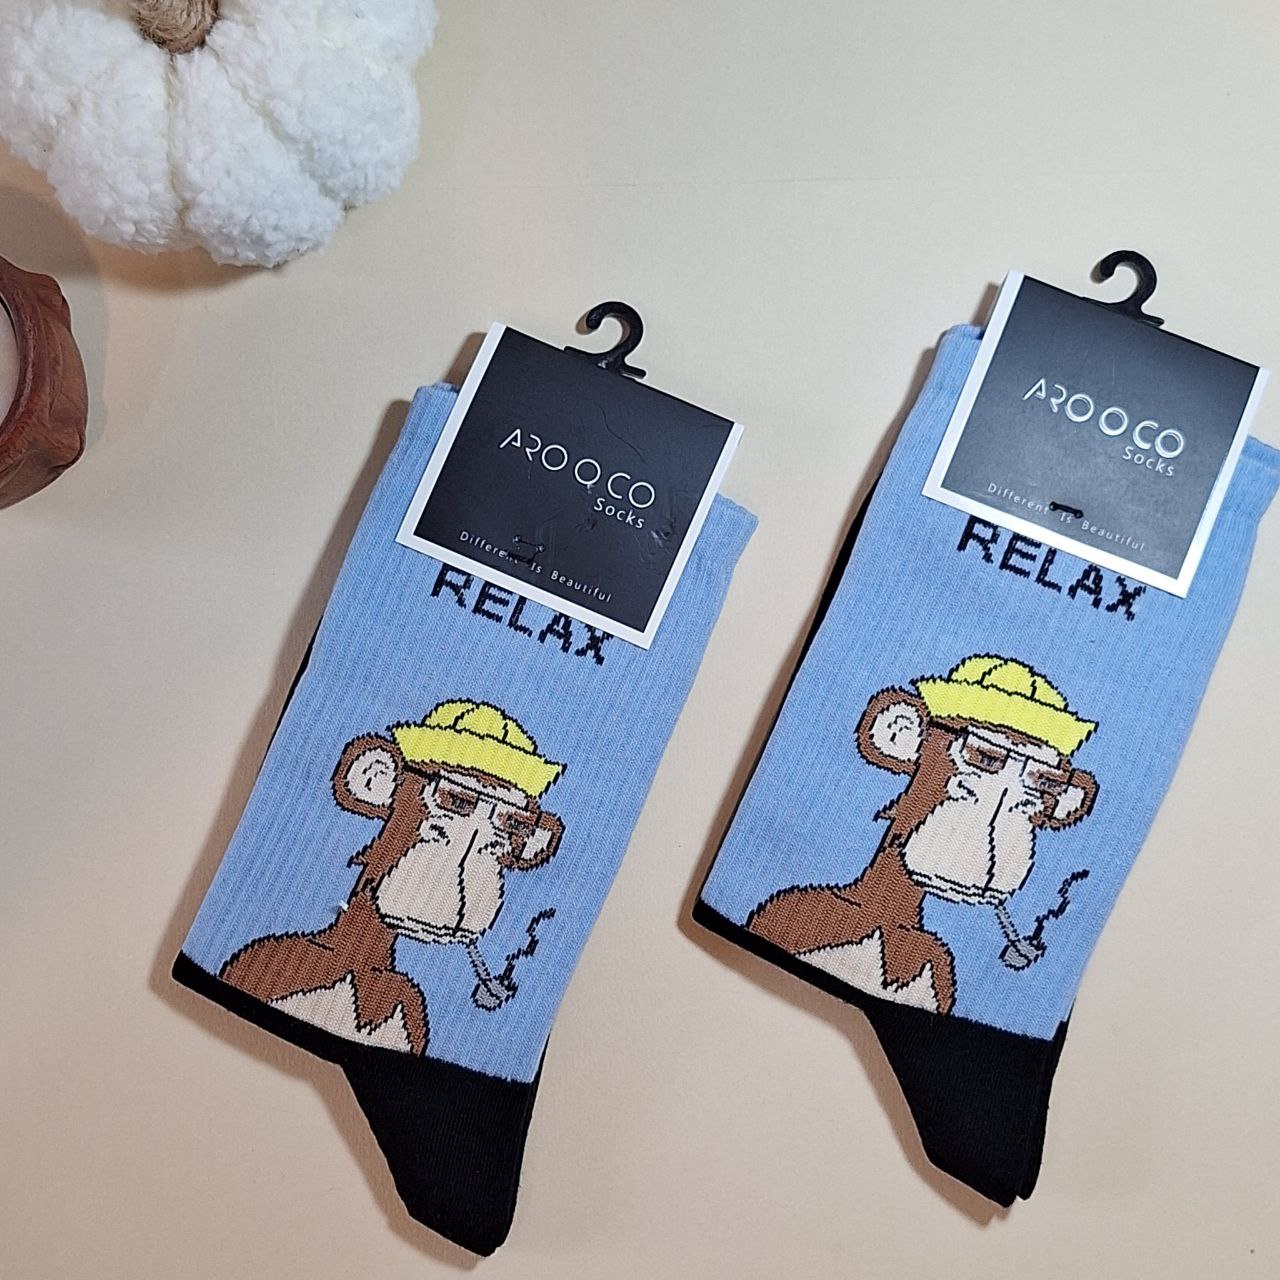 AROOCO
Socks
Different Is Beautiful
RELAX
AROOCO
Socks
Different Is Beautiful
RELAX